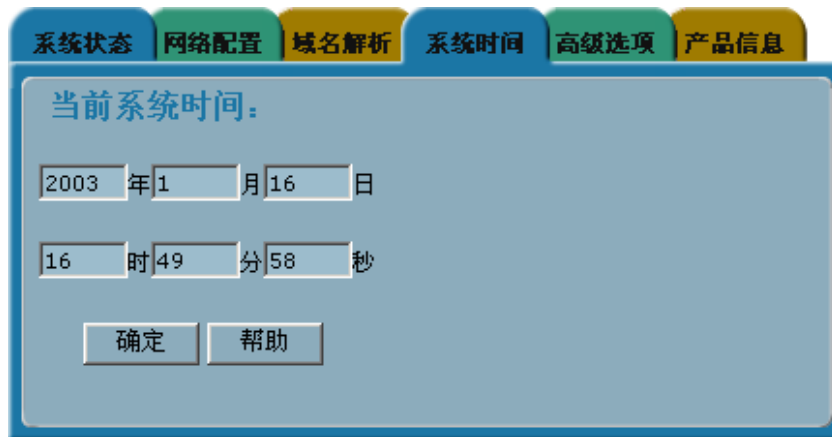 系统状态 网络配置 域名解析 系统时间 高级选项 产品信息
当前系统时间：
2003 年 1 月 16 日
16 时 49 分 58 秒
确定 帮助